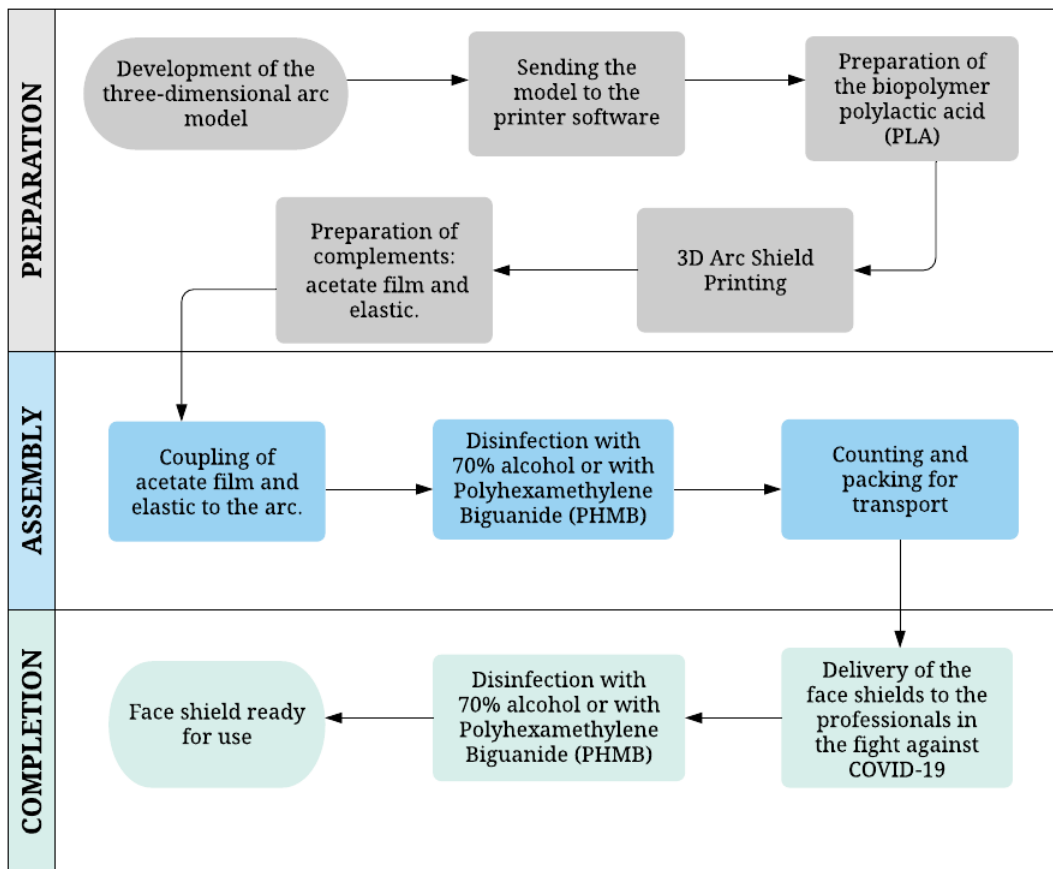 PREPARATION
Development of the
three-dimensional arc
model
Sending the
model to the
printer software
Preparation of
the biopolymer
polylactic acid
(PLA)
3D Arc Shield
Printing
Preparation of
complements:
acetate film and
elastic.
ASSEMBLY
Coupling of
acetate film and
elastic to the arc.
Disinfection with
70% alcohol or with
Polyhexamethylene
Biguanide (PHMB)
Counting and
packing for
transport
COMPLETION
Delivery of the
face shields to the
professionals in
the fight against
COVID-19
Disinfection with
70% alcohol or with
Polyhexamethylene
Biguanide (PHMB)
Face shield ready
for use